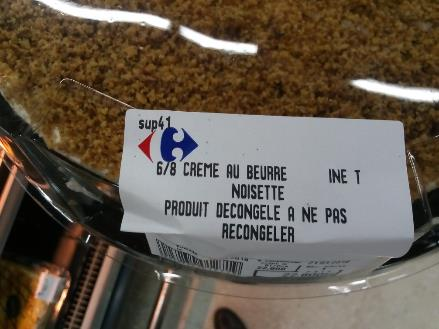 sup41
6/8 CREME AU BEURRE INE T
NOISETTE
PRODUIT DECONGELE A NE PAS
RECONGELER